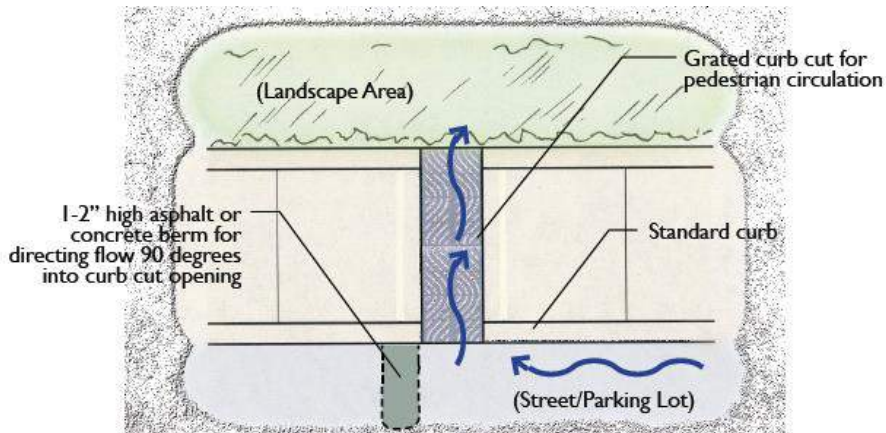 (Landscape Area)
Grated curb cut for
pedestrian circulation
1-2” high asphalt or
concrete berm for
directing flow 90 degrees
into curb cut opening
Standard curb
(Street/Parking Lot)